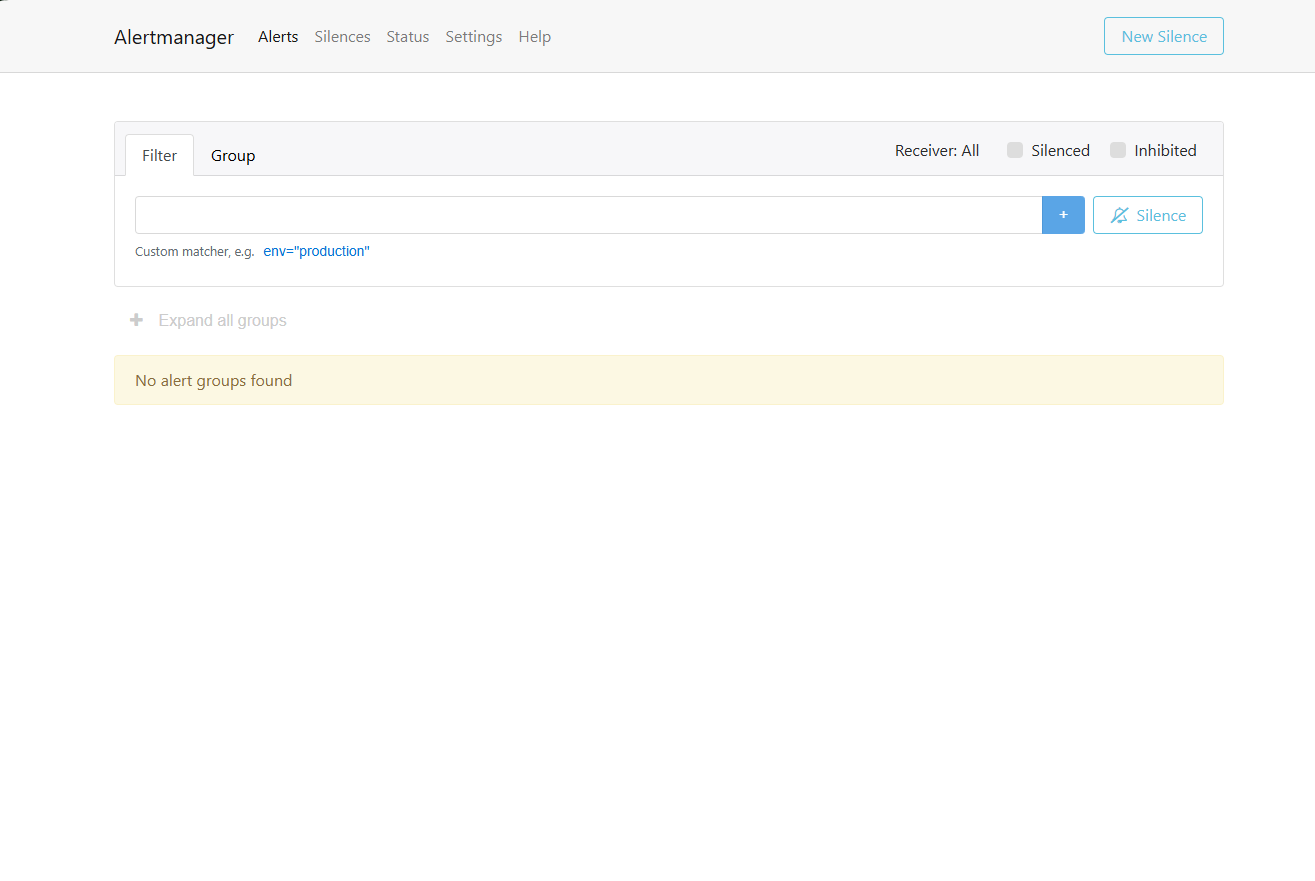 Alertmanager Alerts Silences Status Settings Help New Silence
Filter Group Receiver: All Silenced Inhibited
+ Silence
Custom matcher, e.g. env="production"
Expand all groups
No alert groups found